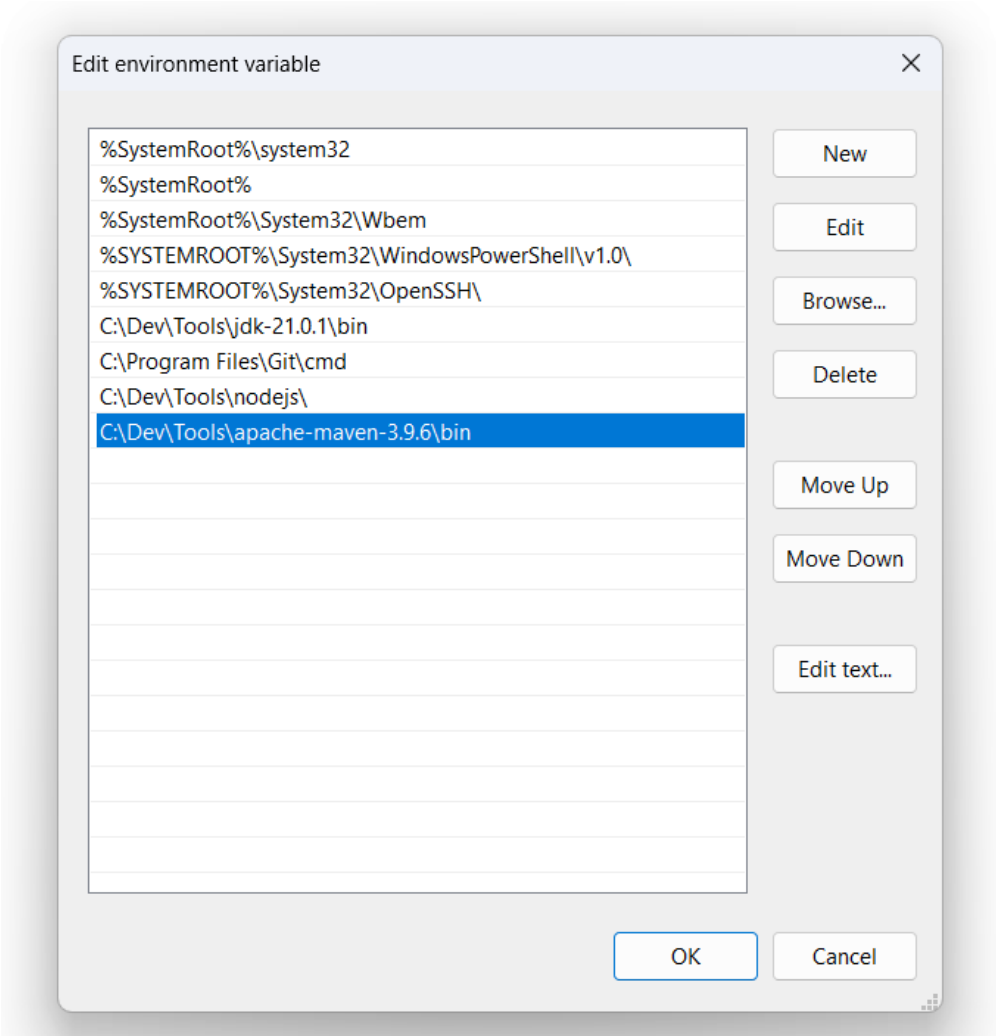 Edit environment variable
%SystemRoot%\system32
%SystemRoot%
%SystemRoot%\System32\Wbem
%SYSTEMROOT%\System32\WindowsPowerShell\v1.0\
%SYSTEMROOT%\System32\OpenSSH\
C:\Dev\Tools\jdk-21.0.1\bin
C:\Program Files\Git\cmd
C:\Dev\Tools\nodejs\
C:\Dev\Tools\apache-maven-3.9.6\bin
New
Edit
Browse...
Delete
Move Up
Move Down
Edit text...
OK
Cancel